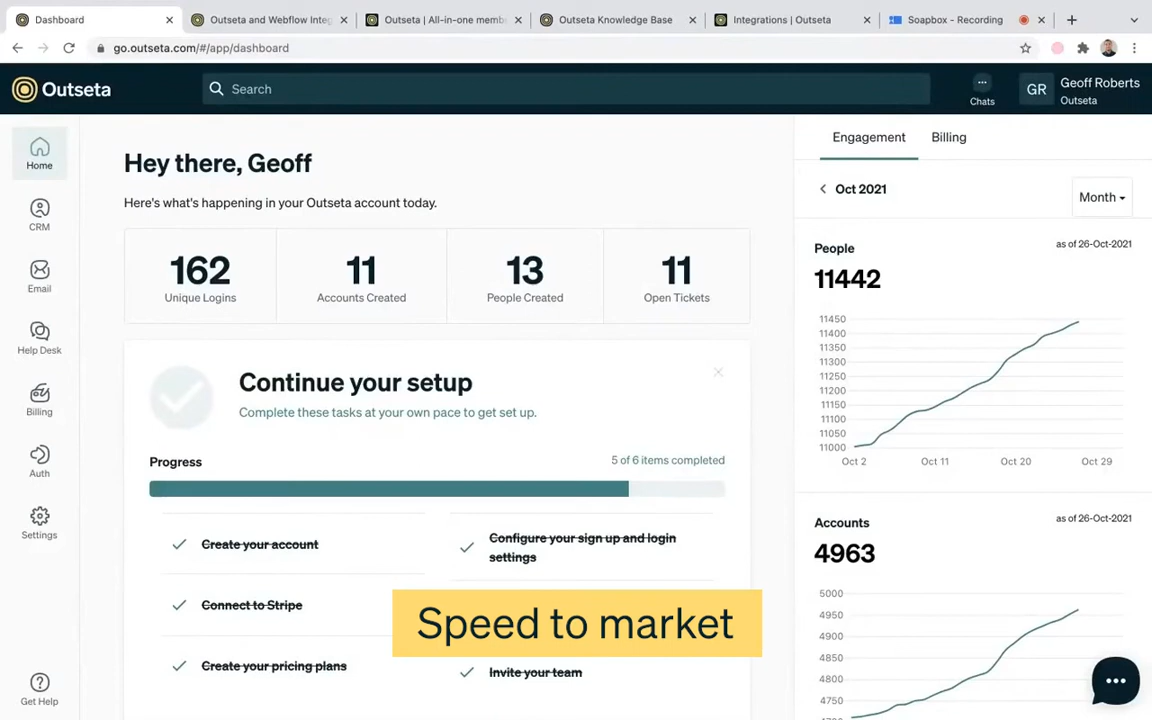 Dashboard
Outseta and Webflow Inte
Outseta | All-in-one memb
Outseta Knowledge Base
Integrations | Outseta
Soapbox - Recording
go.outseta.com/#/app/dashboard
Outseta
Search
Chats
GR
Geoff Roberts
Outseta
Home
CRM
Email
Help Desk
Billing
Auth
Settings
Get Help
Hey there, Geoff
Here's what's happening in your Outseta account today.
162
Unique Logins
11
Accounts Created
13
People Created
11
Open Tickets
Continue your setup
Complete these tasks at your own pace to get set up.
Progress
5 of 6 items completed
Create your account
Configure your sign up and login
settings
Connect to Stripe
Create your pricing plans
Invite your team
Speed to market
Engagement
Billing
Oct 2021
Month
People
as of 26-Oct-2021
11442
11450
11400
11350
11300
11250
11200
11150
11100
11050
11000
Oct 2
Oct 11
Oct 20
Oct 29
Accounts
as of 26-Oct-2021
4963
5000
4950
4900
4850
4800
4750